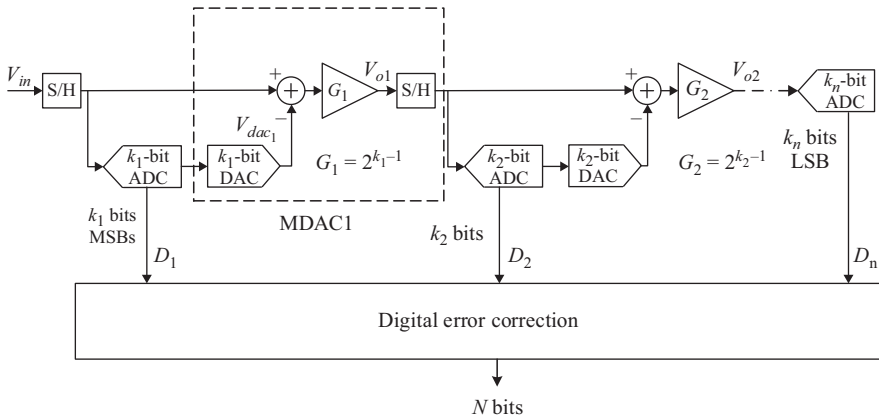 V_in
S/H
+
−
V_dac1
G_1
V_o1
S/H
k_1-bit
ADC
k_1-bit
DAC
G_1 = 2^{k_1−1}
MDAC1
k_1 bits
MSBs
D_1
+
−
G_2
V_o2
k_2-bit
ADC
k_2-bit
DAC
G_2 = 2^{k_2−1}
k_2 bits
D_2
k_n-bit
ADC
k_n bits
LSB
D_n
Digital error correction
N bits